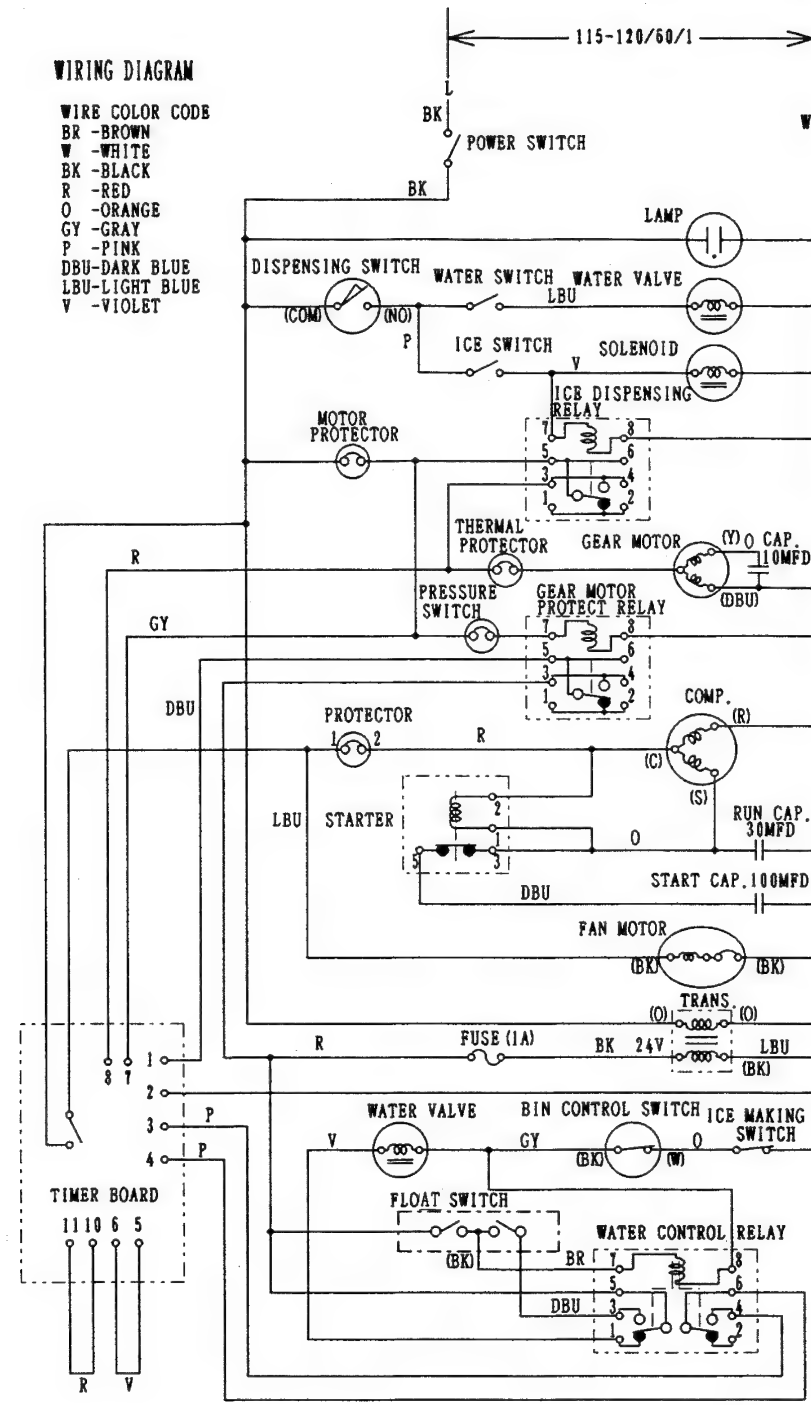 115-120/60/1
WIRING DIAGRAM
L
WIRE COLOR CODE
BK
W
BR -BROWN
W -WHITE
POWER SWITCH
BK -BLACK
R -RED
BK
O -ORANGE
GY -GRAY
LAMP
P -PINK
DBU-DARK BLUE
DISPENSING SWITCH
WATER SWITCH
WATER VALVE
LBU-LIGHT BLUE
LBU
V -VIOLET
(COM)
(NO)
P
ICE SWITCH
SOLENOID
V
ICE DISPENSING
RELAY
MOTOR
PROTECTOR
7 8
5 6
3 4
1 2
THERMAL
PROTECTOR
GEAR MOTOR
(Y) O CAP.
10MFD
R
(DBU)
PRESSURE
SWITCH
GEAR MOTOR
PROTECT RELAY
GY
7 8
5 6
3 4
1 2
DBU
COMP.
PROTECTOR
(R)
1 2
R
(C)
(S)
LBU
STARTER
2
1
5 3
O
RUN CAP.
30MFD
DBU
START CAP. 100MFD
FAN MOTOR
(BK)
(BK)
TRANS.
(O)
(O)
R
FUSE (1A)
BK
24V
LBU
(BK)
8 7 1
2
3 P
4 P
WATER VALVE
BIN CONTROL SWITCH
ICE MAKING
SWITCH
V
GY
(BK)
(W)
O
TIMER BOARD
11 10 6 5
FLOAT SWITCH
(BK)
WATER CONTROL RELAY
BR
7 8
5 6
DBU
3 4
1 2
R
V